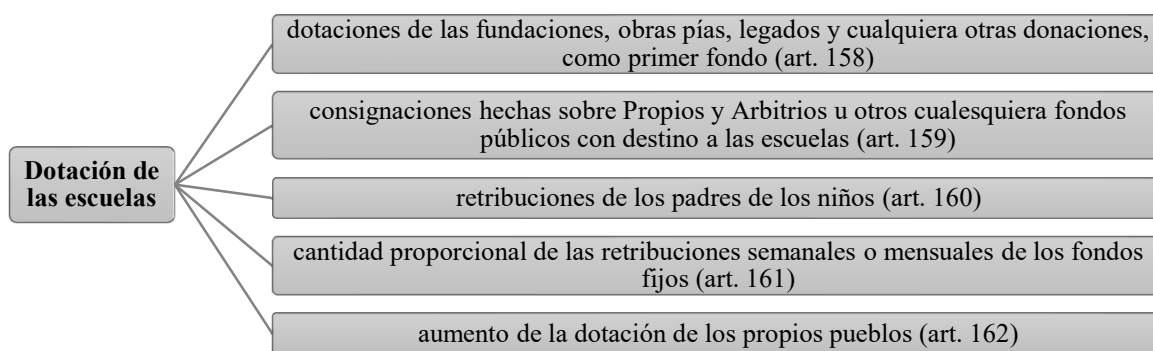 Dotación de
las escuelas
dotaciones de las fundaciones, obras pías, legados y cualquiera otras donaciones,
como primer fondo (art. 158)
consignaciones hechas sobre Propios y Arbitrios u otros cualesquiera fondos
públicos con destino a las escuelas (art. 159)
retribuciones de los padres de los niños (art. 160)
cantidad proporcional de las retribuciones semanales o mensuales de los fondos
fijos (art. 161)
aumento de la dotación de los propios pueblos (art. 162)